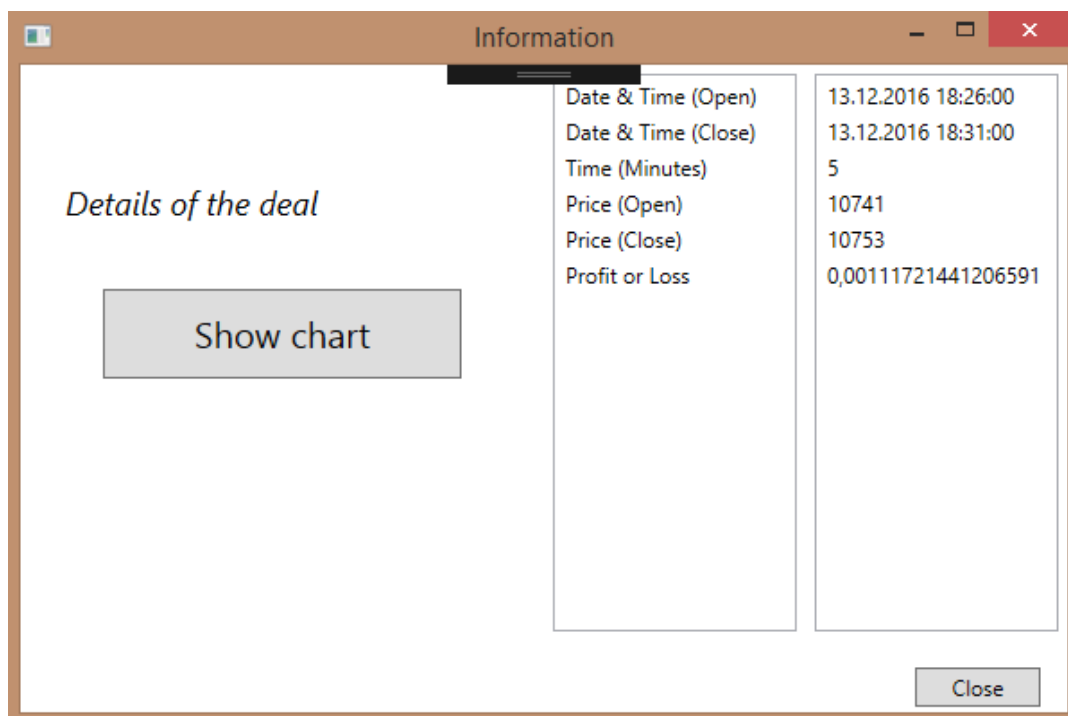 Information
Details of the deal
Show chart
Date & Time (Open) 13.12.2016 18:26:00
Date & Time (Close) 13.12.2016 18:31:00
Time (Minutes) 5
Price (Open) 10741
Price (Close) 10753
Profit or Loss 0,00111721441206591
Close